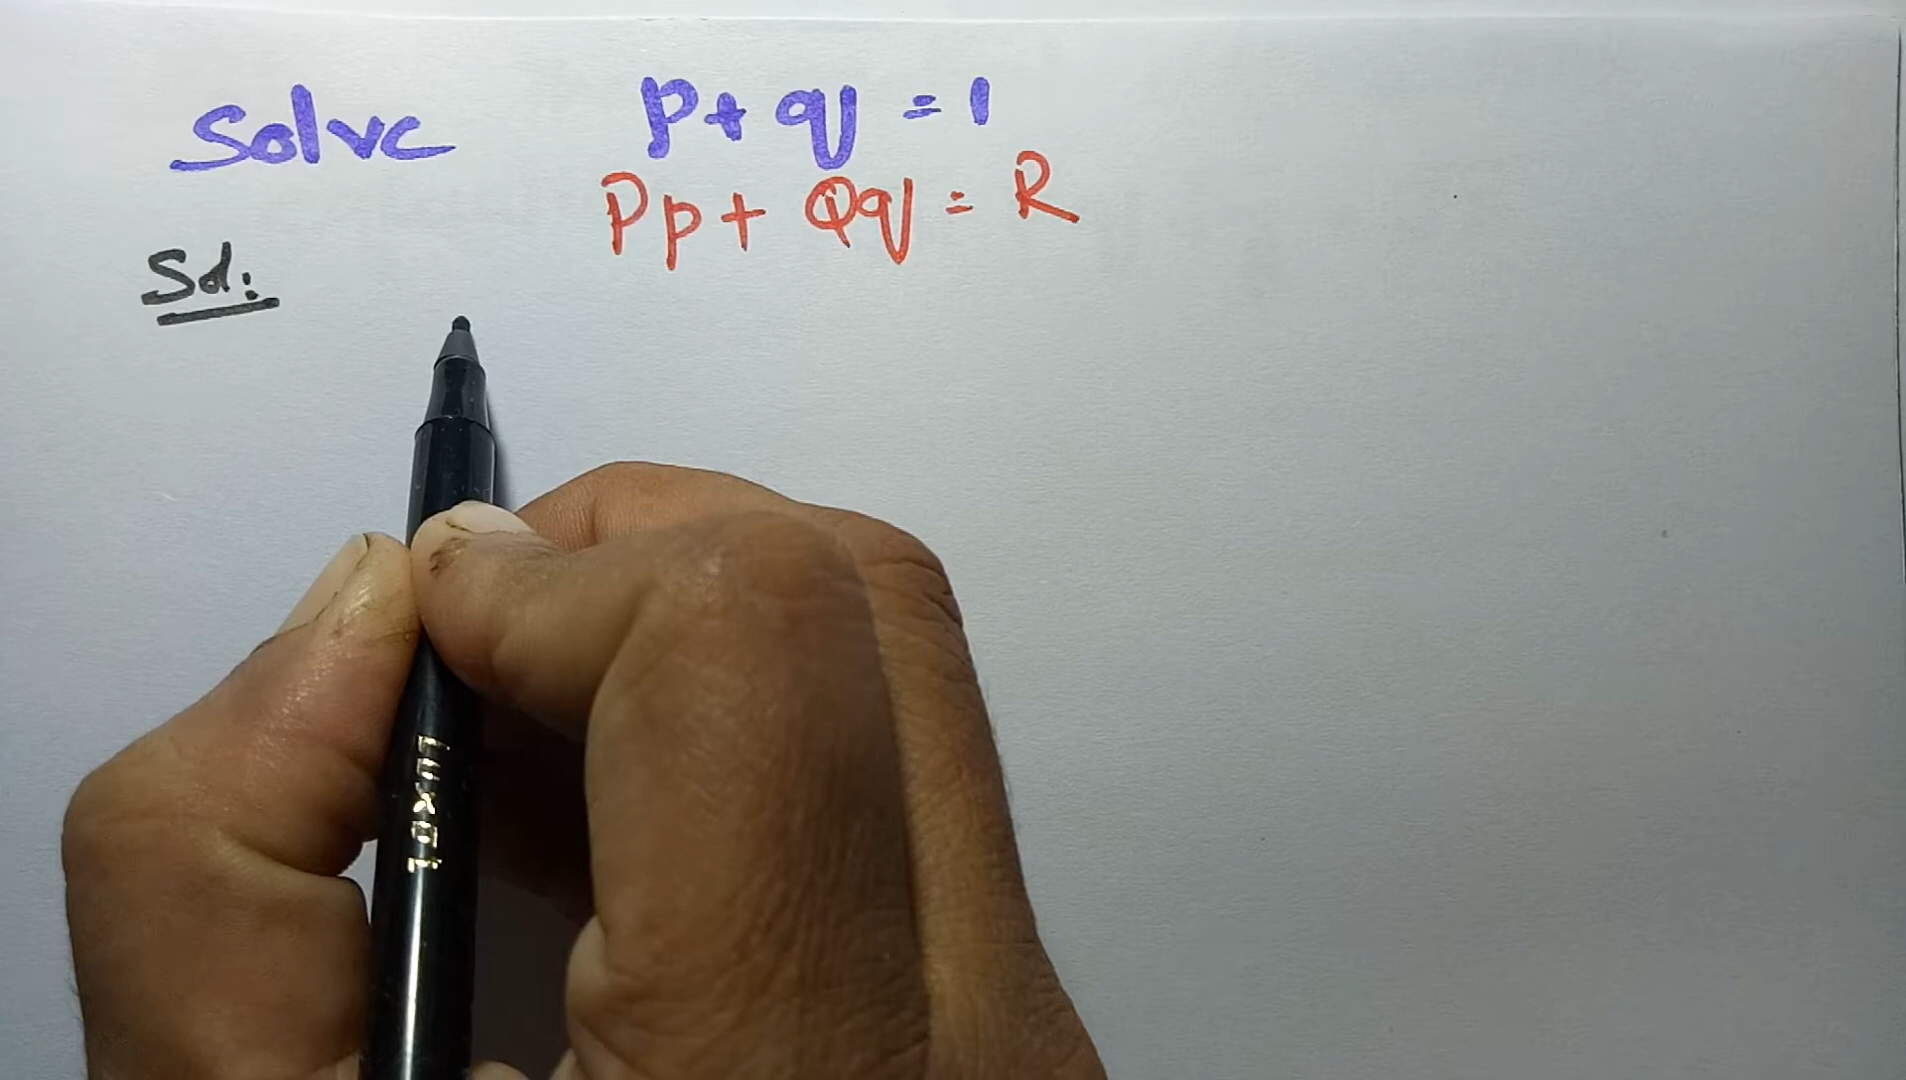 Solve p + q = 1
Pp + Qq = R
Sol:
LUXOR